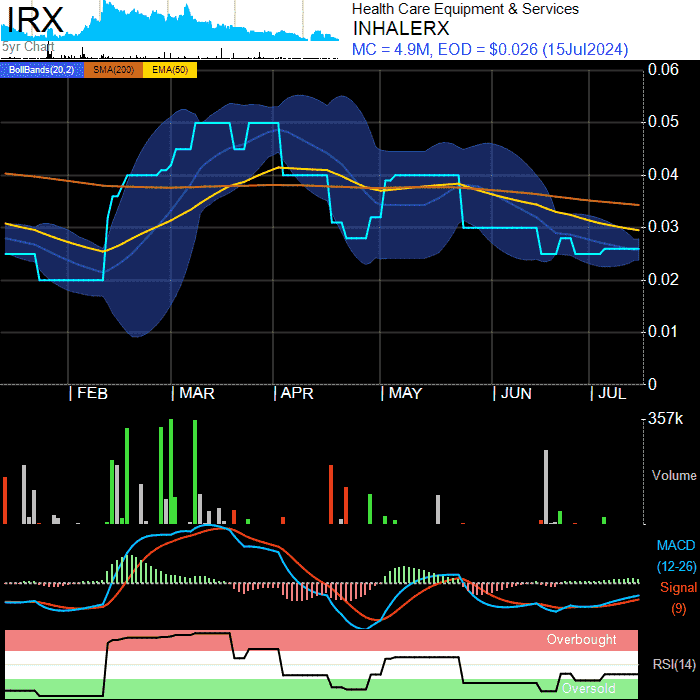 IRX
5yr Chart
Health Care Equipment & Services
INHALERX
MC = 4.9M, EOD = $0.026 (15Jul2024)
BollBands(20,2) SMA(200) EMA(50)
0.06
0.05
0.04
0.03
0.02
0.01
0
FEB MAR APR MAY JUN JUL
357k
Volume
MACD
(12-26)
Signal
(9)
Overbought
RSI(14)
Oversold